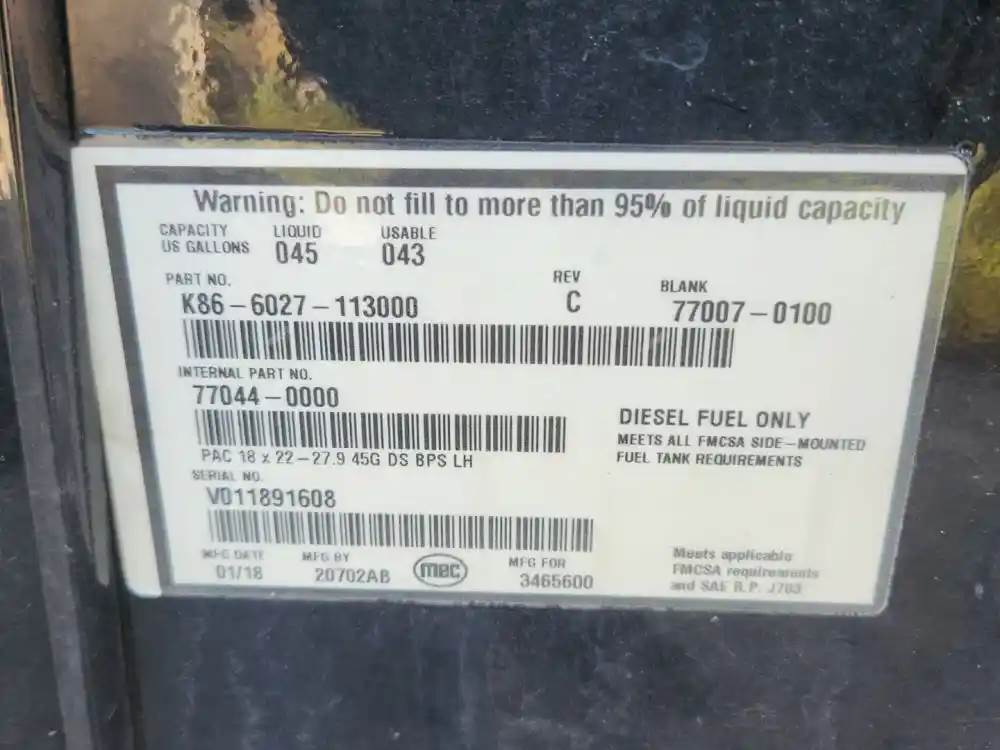 Warning: Do not fill to more than 95% of liquid capacity
CAPACITY US GALLONS LIQUID 045 USABLE 043
PART NO. REV BLANK
K86-6027-113000 C 77007-0100
INTERNAL PART NO.
77044-0000
DIESEL FUEL ONLY
MEETS ALL FMCSA SIDE-MOUNTED
FUEL TANK REQUIREMENTS
PAC 18 x 22-27.9 45G DS BPS LH
SERIAL NO.
V011891608
MFG DATE MFG BY MFG FOR
01/18 20702AB mec 3465600
Meets applicable
FMCSA requirements
and SAE R.P. J703